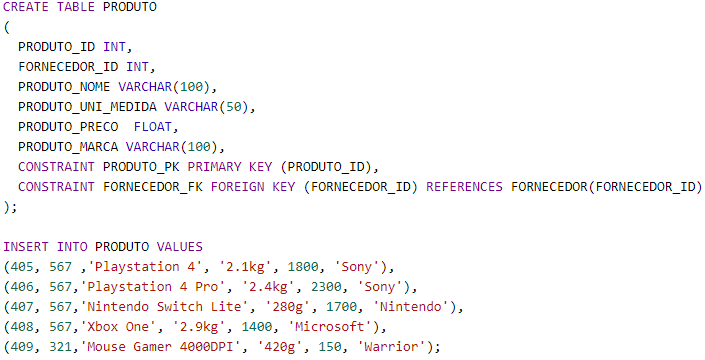 CREATE TABLE PRODUTO
(
PRODUTO_ID INT,
FORNECEDOR_ID INT,
PRODUTO_NOME VARCHAR(100),
PRODUTO_UNI_MEDIDA VARCHAR(50),
PRODUTO_PRECO  FLOAT,
PRODUTO_MARCA VARCHAR(100),
CONSTRAINT PRODUTO_PK PRIMARY KEY (PRODUTO_ID),
CONSTRAINT FORNECEDOR_FK FOREIGN KEY (FORNECEDOR_ID) REFERENCES FORNECEDOR(FORNECEDOR_ID)
);
INSERT INTO PRODUTO VALUES
(405, 567 ,'Playstation 4', '2.1kg', 1800, 'Sony'),
(406, 567,'Playstation 4 Pro', '2.4kg', 2300, 'Sony'),
(407, 567,'Nintendo Switch Lite', '280g', 1700, 'Nintendo'),
(408, 567,'Xbox One', '2.9kg', 1400, 'Microsoft'),
(409, 321,'Mouse Gamer 4000DPI', '420g', 150, 'Warrior');